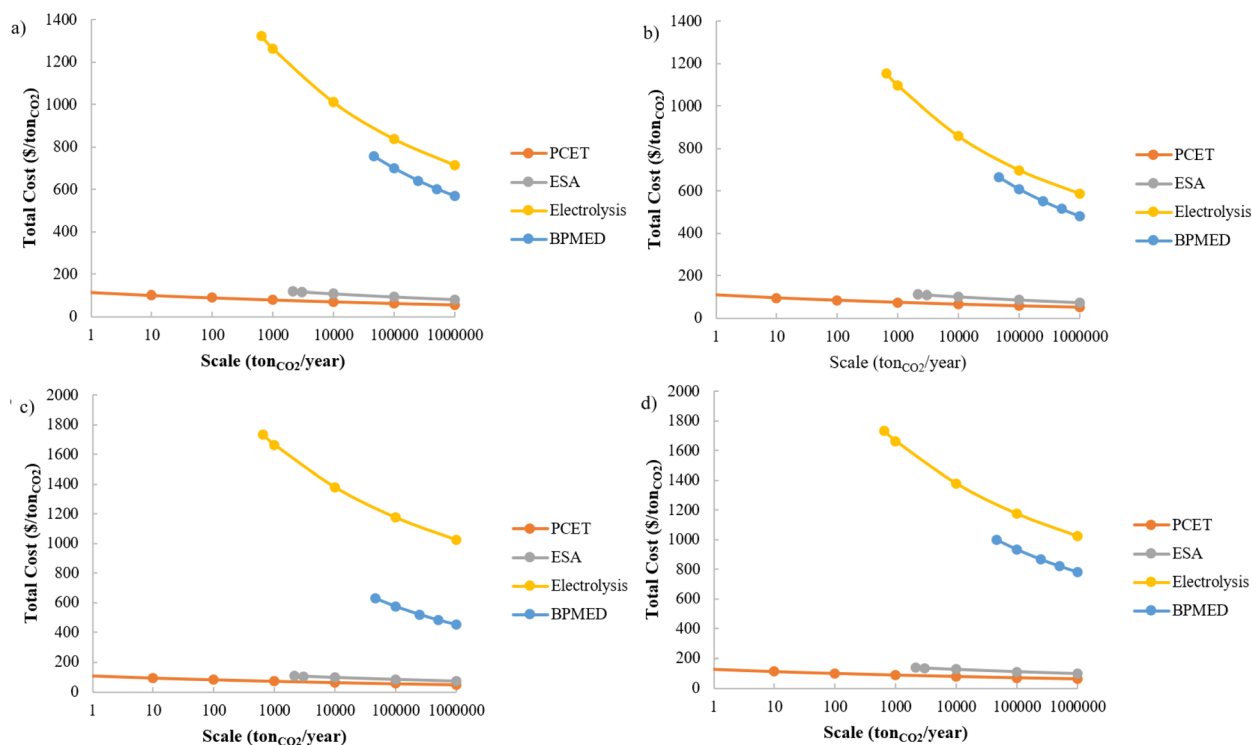 a)
Total Cost ($/tonCO2)
1400
1200
1000
800
600
400
200
0
1 10 100 1000 10000 100000 1000000
Scale (tonCO2/year)
PCET
ESA
Electrolysis
BPMED
b)
Total Cost ($/tonCO2)
1400
1200
1000
800
600
400
200
0
1 10 100 1000 10000 100000 1000000
Scale (tonCO2/year)
PCET
ESA
Electrolysis
BPMED
' c)
Total Cost ($/tonCO2)
2000
1800
1600
1400
1200
1000
800
600
400
200
0
1 10 100 1000 10000 100000 1000000
Scale (tonCO2/year)
PCET
ESA
Electrolysis
BPMED
d)
Total Cost ($/tonCO2)
2000
1800
1600
1400
1200
1000
800
600
400
200
0
1 10 100 1000 10000 100000 1000000
Scale (tonCO2/year)
PCET
ESA
Electrolysis
BPMED